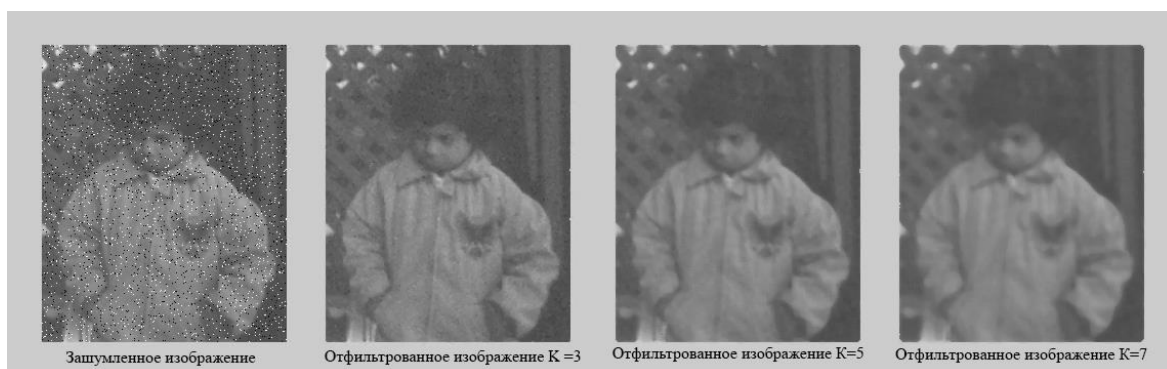 Зашумленное изображение
Отфильтрованное изображение K =3
Отфильтрованное изображение К=5
Отфильтрованное изображение К=7